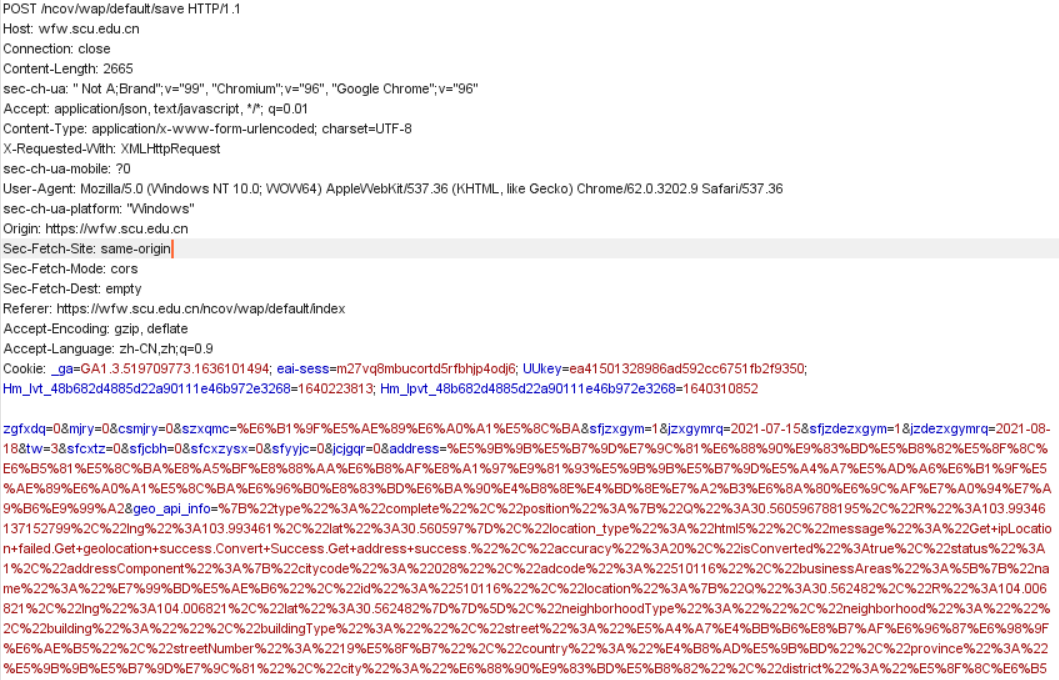 POST /ncov/wap/default/save HTTP/1.1
Host: wfw.scu.edu.cn
Connection: close
Content-Length: 2665
sec-ch-ua: " Not A;Brand";v="99", "Chromium";v="96", "Google Chrome";v="96"
Accept: application/json, text/javascript, */*; q=0.01
Content-Type: application/x-www-form-urlencoded; charset=UTF-8
X-Requested-With: XMLHttpRequest
sec-ch-ua-mobile: ?0
User-Agent: Mozilla/5.0 (Windows NT 10.0; WOW64) AppleWebKit/537.36 (KHTML, like Gecko) Chrome/62.0.3202.9 Safari/537.36
sec-ch-ua-platform: "Windows"
Origin: https://wfw.scu.edu.cn
Sec-Fetch-Site: same-origin
Sec-Fetch-Mode: cors
Sec-Fetch-Dest: empty
Referer: https://wfw.scu.edu.cn/ncov/wap/default/index
Accept-Encoding: gzip, deflate
Accept-Language: zh-CN,zh;q=0.9
Cookie: _ga=GA1.3.519709773.1636101494; eai-sess=m27vq8mbucortd5rfbhjp4odj6; UUkey=ea41501328986ad592cc6751fb2f9350;
Hm_lvt_48b682d4885d22a90111e46b972e3268=1640223813; Hm_lpvt_48b682d4885d22a90111e46b972e3268=1640310852
zgfxdq=0&mjry=0&csmjry=0&szxqmc=%E6%B1%9F%E5%AE%89%E6%A0%A1%E5%8C%BA&sfjzxgym=1&jzxgymrq=2021-07-15&sfjzdezxgym=1&jzdezxgymrq=2021-08-
18&tw=3&sfcxtz=0&sfjcbh=0&sfcxzysx=0&sfyyjc=0&jcjgqr=0&address=%E5%9B%9B%E5%B7%9D%E7%9C%81%E6%88%90%E9%83%BD%E5%B8%82%E5%8F%8C%
E6%B5%81%E5%8C%BA%E8%A5%BF%E8%88%AA%E6%B8%AF%E8%A1%97%E9%81%93%E5%9B%9B%E5%B7%9D%E5%A4%A7%E5%AD%A6%E6%B1%9F%E5
%AE%89%E6%A0%A1%E5%8C%BA%E6%96%B0%E8%83%BD%E6%BA%90%E4%B8%8E%E4%BD%8E%E7%A2%B3%E6%8A%80%E6%9C%AF%E7%A0%94%E7%A
9%B6%E9%99%A2&geo_api_info=%7B%22type%22%3A%22complete%22%2C%22position%22%3A%7B%22Q%22%3A30.560596788195%2C%22R%22%3A103.99346
137152799%2C%22lng%22%3A103.993461%2C%22lat%22%3A30.560597%7D%2C%22location_type%22%3A%22html5%22%2C%22message%22%3A%22Get+ipLocatio
n+failed.Get+geolocation+success.Convert+Success.Get+address+success.%22%2C%22accuracy%22%3A20%2C%22isConverted%22%3Atrue%2C%22status%22%3A
1%2C%22addressComponent%22%3A%7B%22citycode%22%3A%22028%22%2C%22adcode%22%3A%22510116%22%2C%22businessAreas%22%3A%5B%7B%22na
me%22%3A%22%E7%99%BD%E5%AE%B6%22%2C%22id%22%3A%22510116%22%2C%22location%22%3A%7B%22Q%22%3A30.562482%2C%22R%22%3A104.006
821%2C%22lng%22%3A104.006821%2C%22lat%22%3A30.562482%7D%7D%5D%2C%22neighborhoodType%22%3A%22%22%2C%22neighborhood%22%3A%22%22%
2C%22building%22%3A%22%22%2C%22buildingType%22%3A%22%22%2C%22street%22%3A%22%E5%A4%A7%E4%BB%B6%E8%B7%AF%E6%96%87%E6%98%9F
%E6%AE%B5%22%2C%22streetNumber%22%3A%2219%E5%8F%B7%22%2C%22country%22%3A%22%E4%B8%AD%E5%9B%BD%22%2C%22province%22%3A%22
%E5%9B%9B%E5%B7%9D%E7%9C%81%22%2C%22city%22%3A%22%E6%88%90%E9%83%BD%E5%B8%82%22%2C%22district%22%3A%22%E5%8F%8C%E6%B5